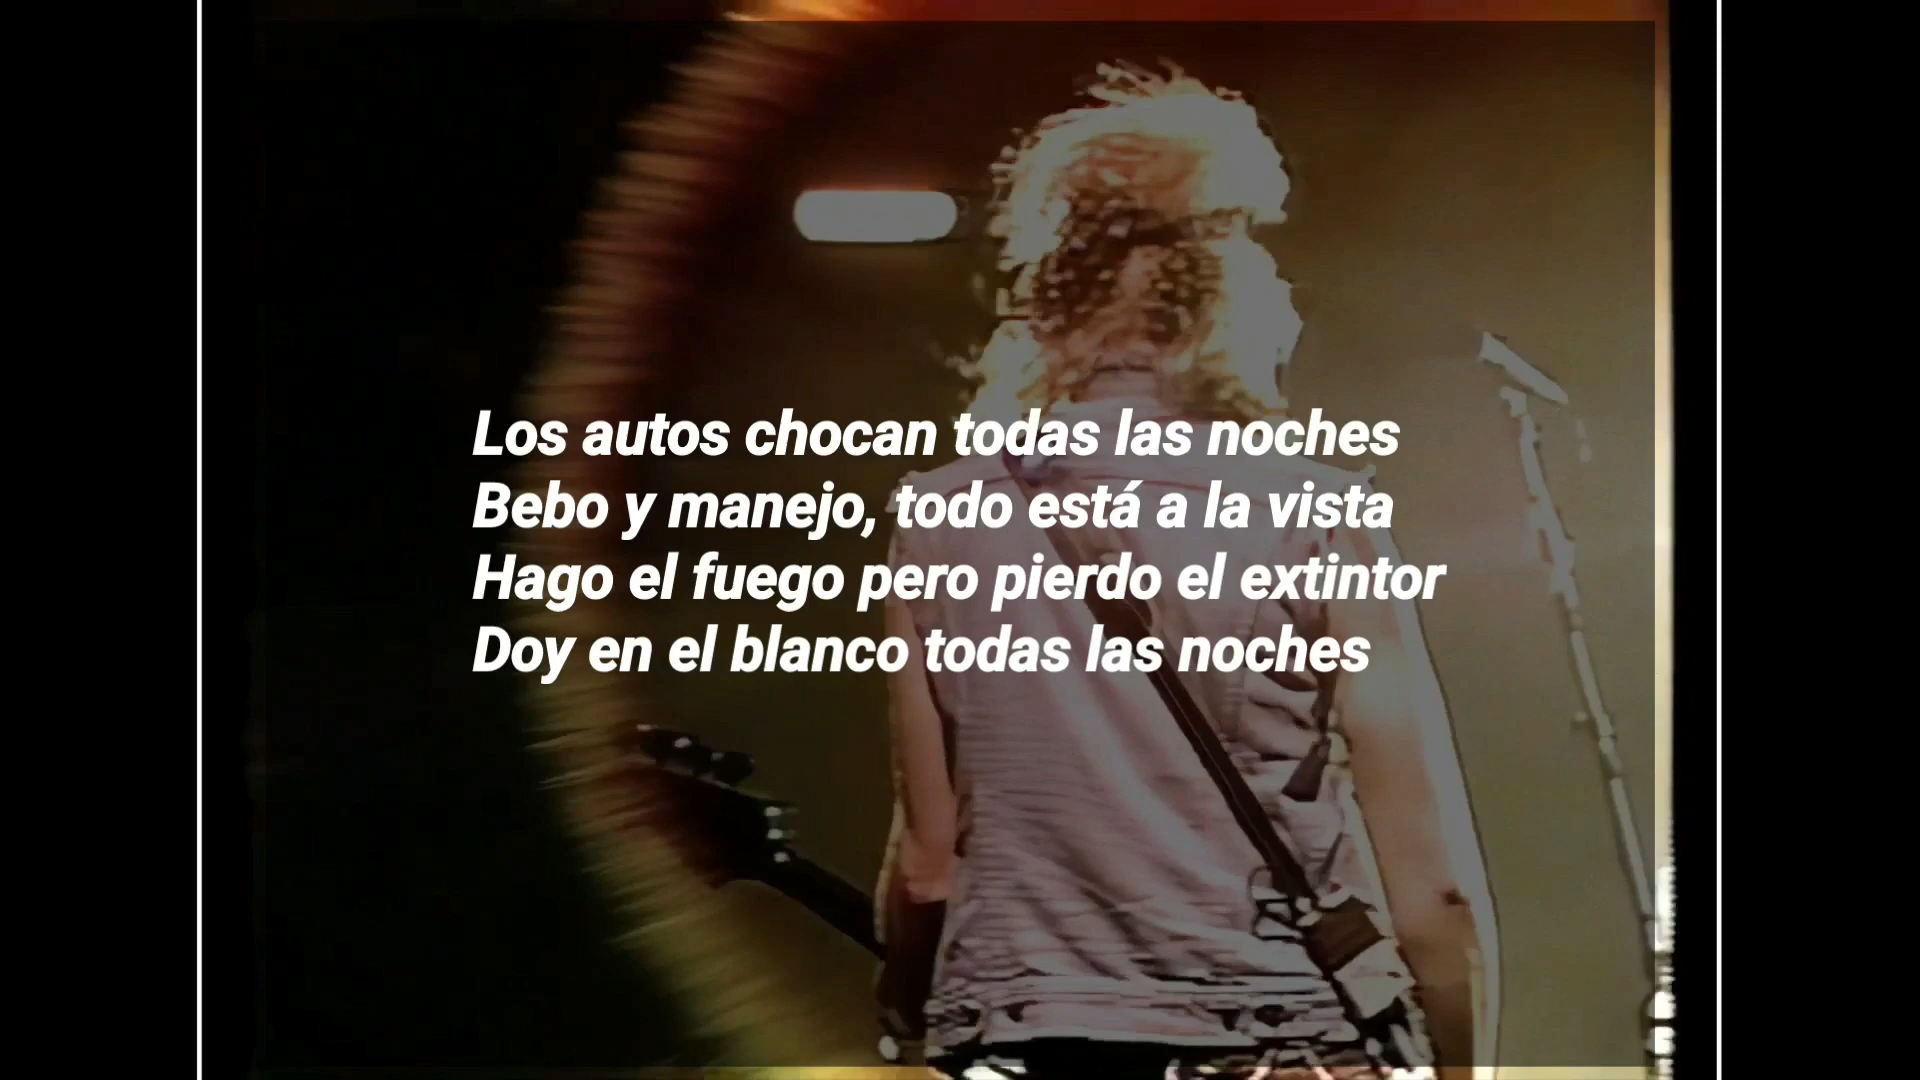 Los autos chocan todas las noches
Bebo y manejo, todo está a la vista
Hago el fuego pero pierdo el extintor
Doy en el blanco todas las noches